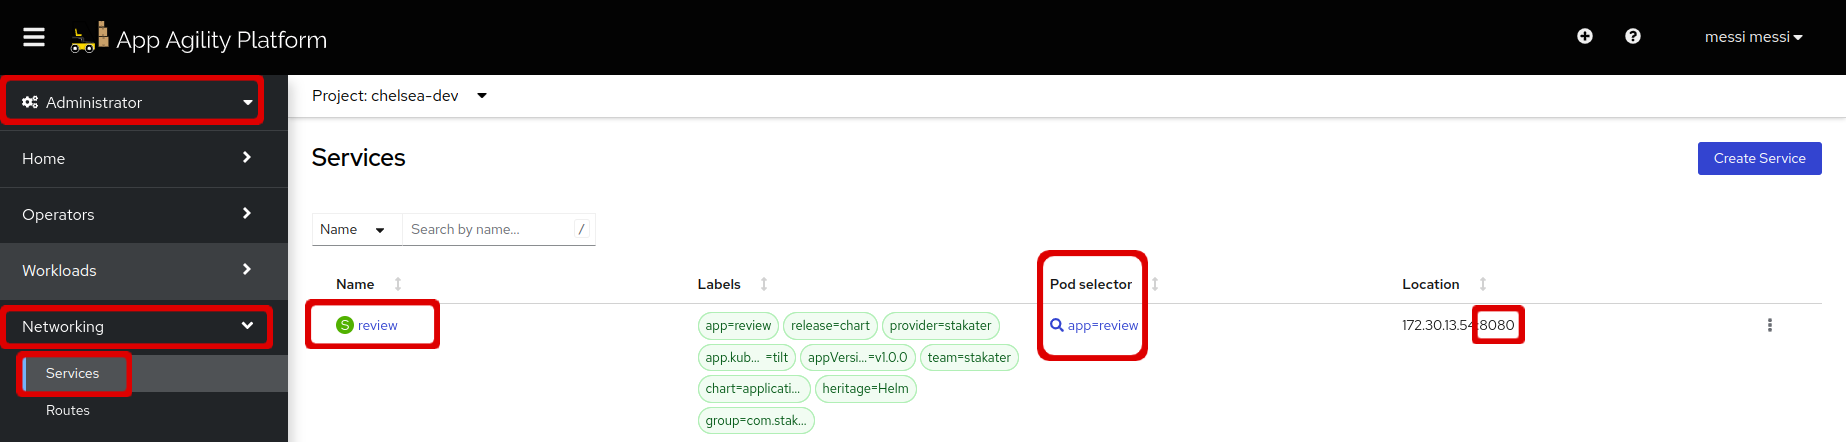 App Agility Platform
messi messi
Administrator
Project: chelsea-dev
Home
Services
Create Service
Operators
Name
Search by name...
/
Workloads
Name
Labels
Pod selector
Location
Networking
S review
app=review
release=chart
provider=stakater
app=review
172.30.13.54:8080
app.kub... =tilt
appVersi...=v1.0.0
team=stakater
Services
chart=applicati...
heritage=Helm
Routes
group=com.stak...